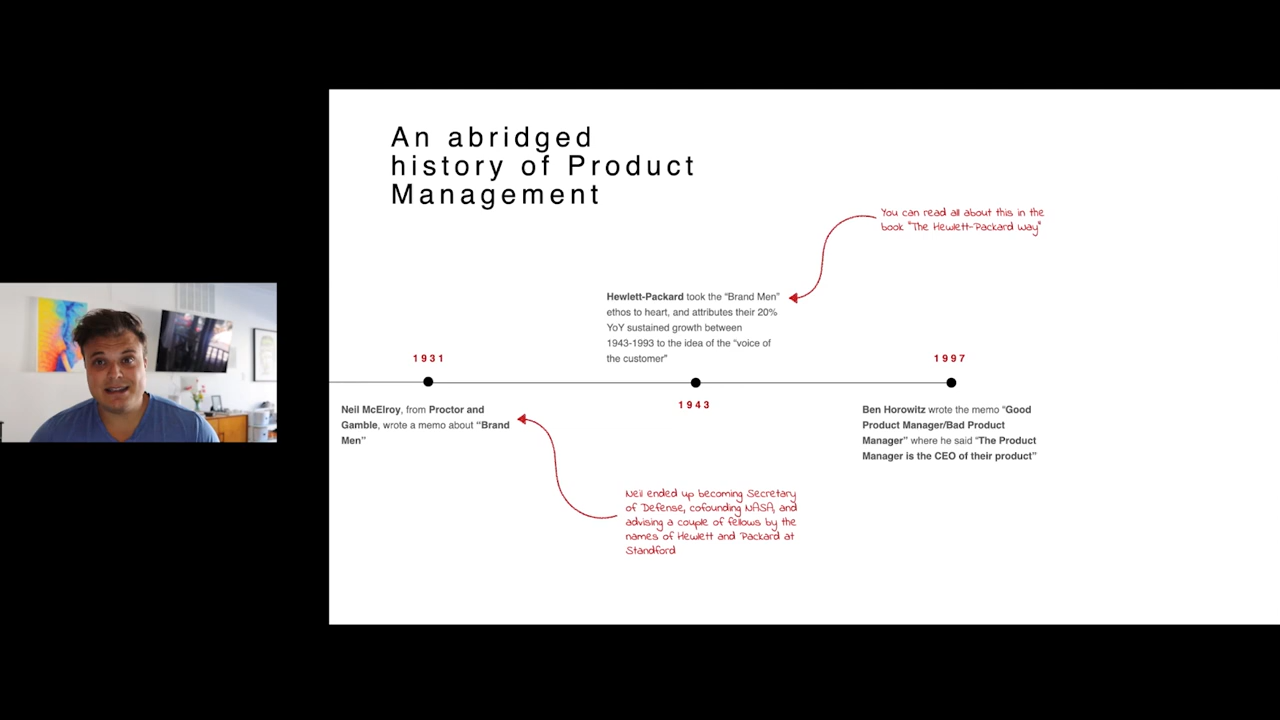 An abridged
history of Product
Management
You can read all about this in the
book "The Hewlett-Packard Way"
Hewlett-Packard took the “Brand Men”
ethos to heart, and attributes their 20%
YoY sustained growth between
1943-1993 to the idea of the “voice of
the customer”
1931
1997
1943
Neil McElroy, from Proctor and
Gamble, wrote a memo about “Brand
Men”
Ben Horowitz wrote the memo “Good
Product Manager/Bad Product
Manager” where he said “The Product
Manager is the CEO of their product”
Neil ended up becoming Secretary
of Defense, cofounding NASA, and
advising a couple of fellows by the
names of Hewlett and Packard at
Standford